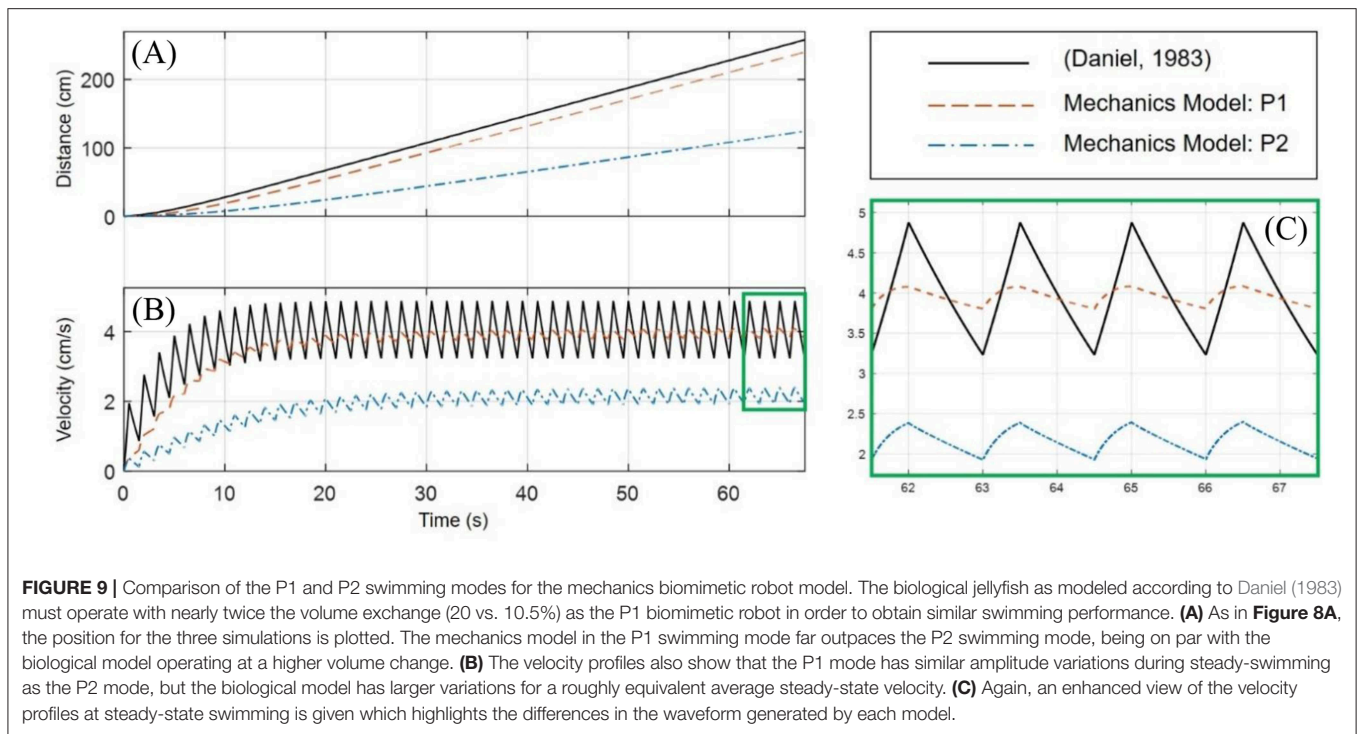 (A)
200
100
0
Distance (cm)
(B)
4
2
0
Velocity (cm/s)
0 10 20 30 40 50 60
Time (s)
(Daniel, 1983)
Mechanics Model: P1
Mechanics Model: P2
(C)
5
4.5
4
3.5
3
2.5
2
62 63 64 65 66 67
FIGURE 9 | Comparison of the P1 and P2 swimming modes for the mechanics biomimetic robot model. The biological jellyfish as modeled according to Daniel (1983)
must operate with nearly twice the volume exchange (20 vs. 10.5%) as the P1 biomimetic robot in order to obtain similar swimming performance. (A) As in Figure 8A,
the position for the three simulations is plotted. The mechanics model in the P1 swimming mode far outpaces the P2 swimming mode, being on par with the
biological model operating at a higher volume change. (B) The velocity profiles also show that the P1 mode has similar amplitude variations during steady-swimming
as the P2 mode, but the biological model has larger variations for a roughly equivalent average steady-state velocity. (C) Again, an enhanced view of the velocity
profiles at steady-state swimming is given which highlights the differences in the waveform generated by each model.